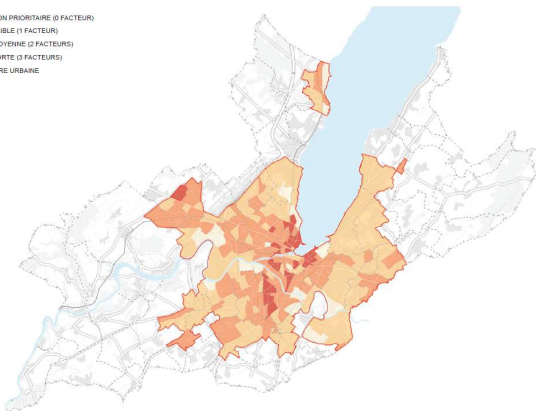 ON PRIORITAIRE (0 FACTEUR)
IBLE (1 FACTEUR)
OYENNE (2 FACTEURS)
ORTE (3 FACTEURS)
RE URBAINE